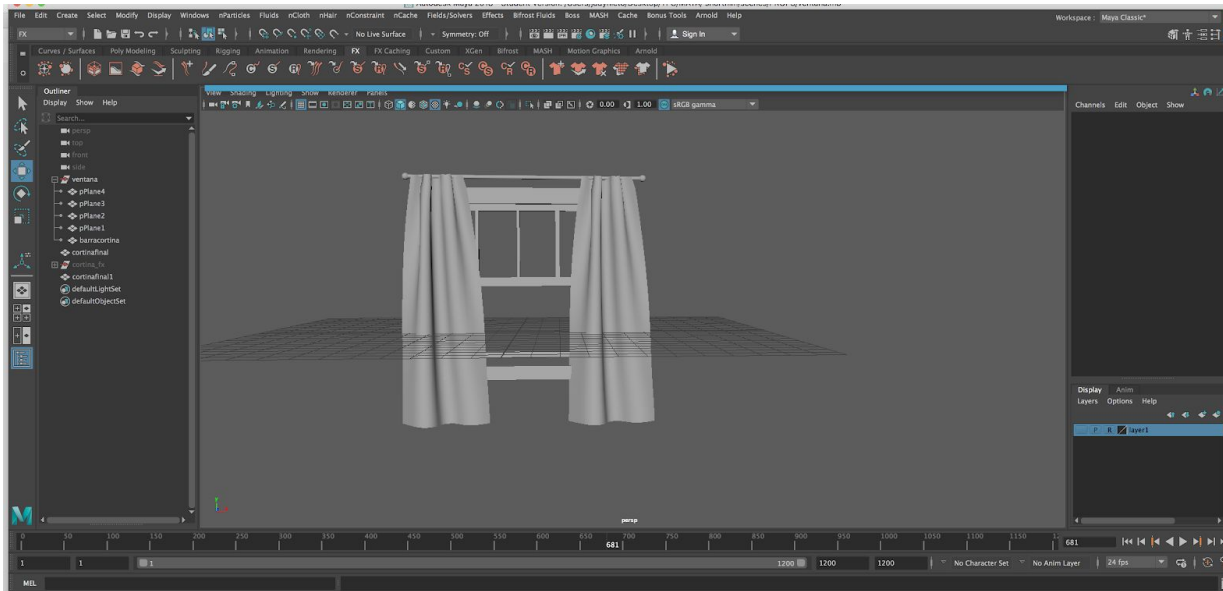 File Edit Create Select Modify Display Windows nParticles Fluids nCloth nHair nConstraint nCache Fields/Solvers Effects Bifrost Fluids Boss MASH Cache Bonus Tools Arnold Help
Workspace : Maya Classic*
FX No Live Surface Symmetry: Off Sign In
Curves / Surfaces Poly Modeling Sculpting Rigging Animation Rendering FX FX Caching Custom XGen Bifrost MASH Motion Graphics Arnold
Outliner
Display Show Help
View Shading Lighting Show Renderer Panels
0.00 1.00 sRGB gamma
Channels Edit Object Show
Search...
persp
top
front
side
ventana
pPlane4
pPlane3
pPlane2
pPlane1
barracortina
cortinafinal
cortina_fx
cortinafinal1
defaultLightSet
defaultObjectSet
persp
Display Anim
Layers Options Help
P R layer1
0 50 100 150 200 250 300 350 400 450 500 550 600 650 700 750 800 850 900 950 1000 1050 1100 1150
681
681
1 1 1 1200 1200 1200 No Character Set No Anim Layer 24 fps
MEL